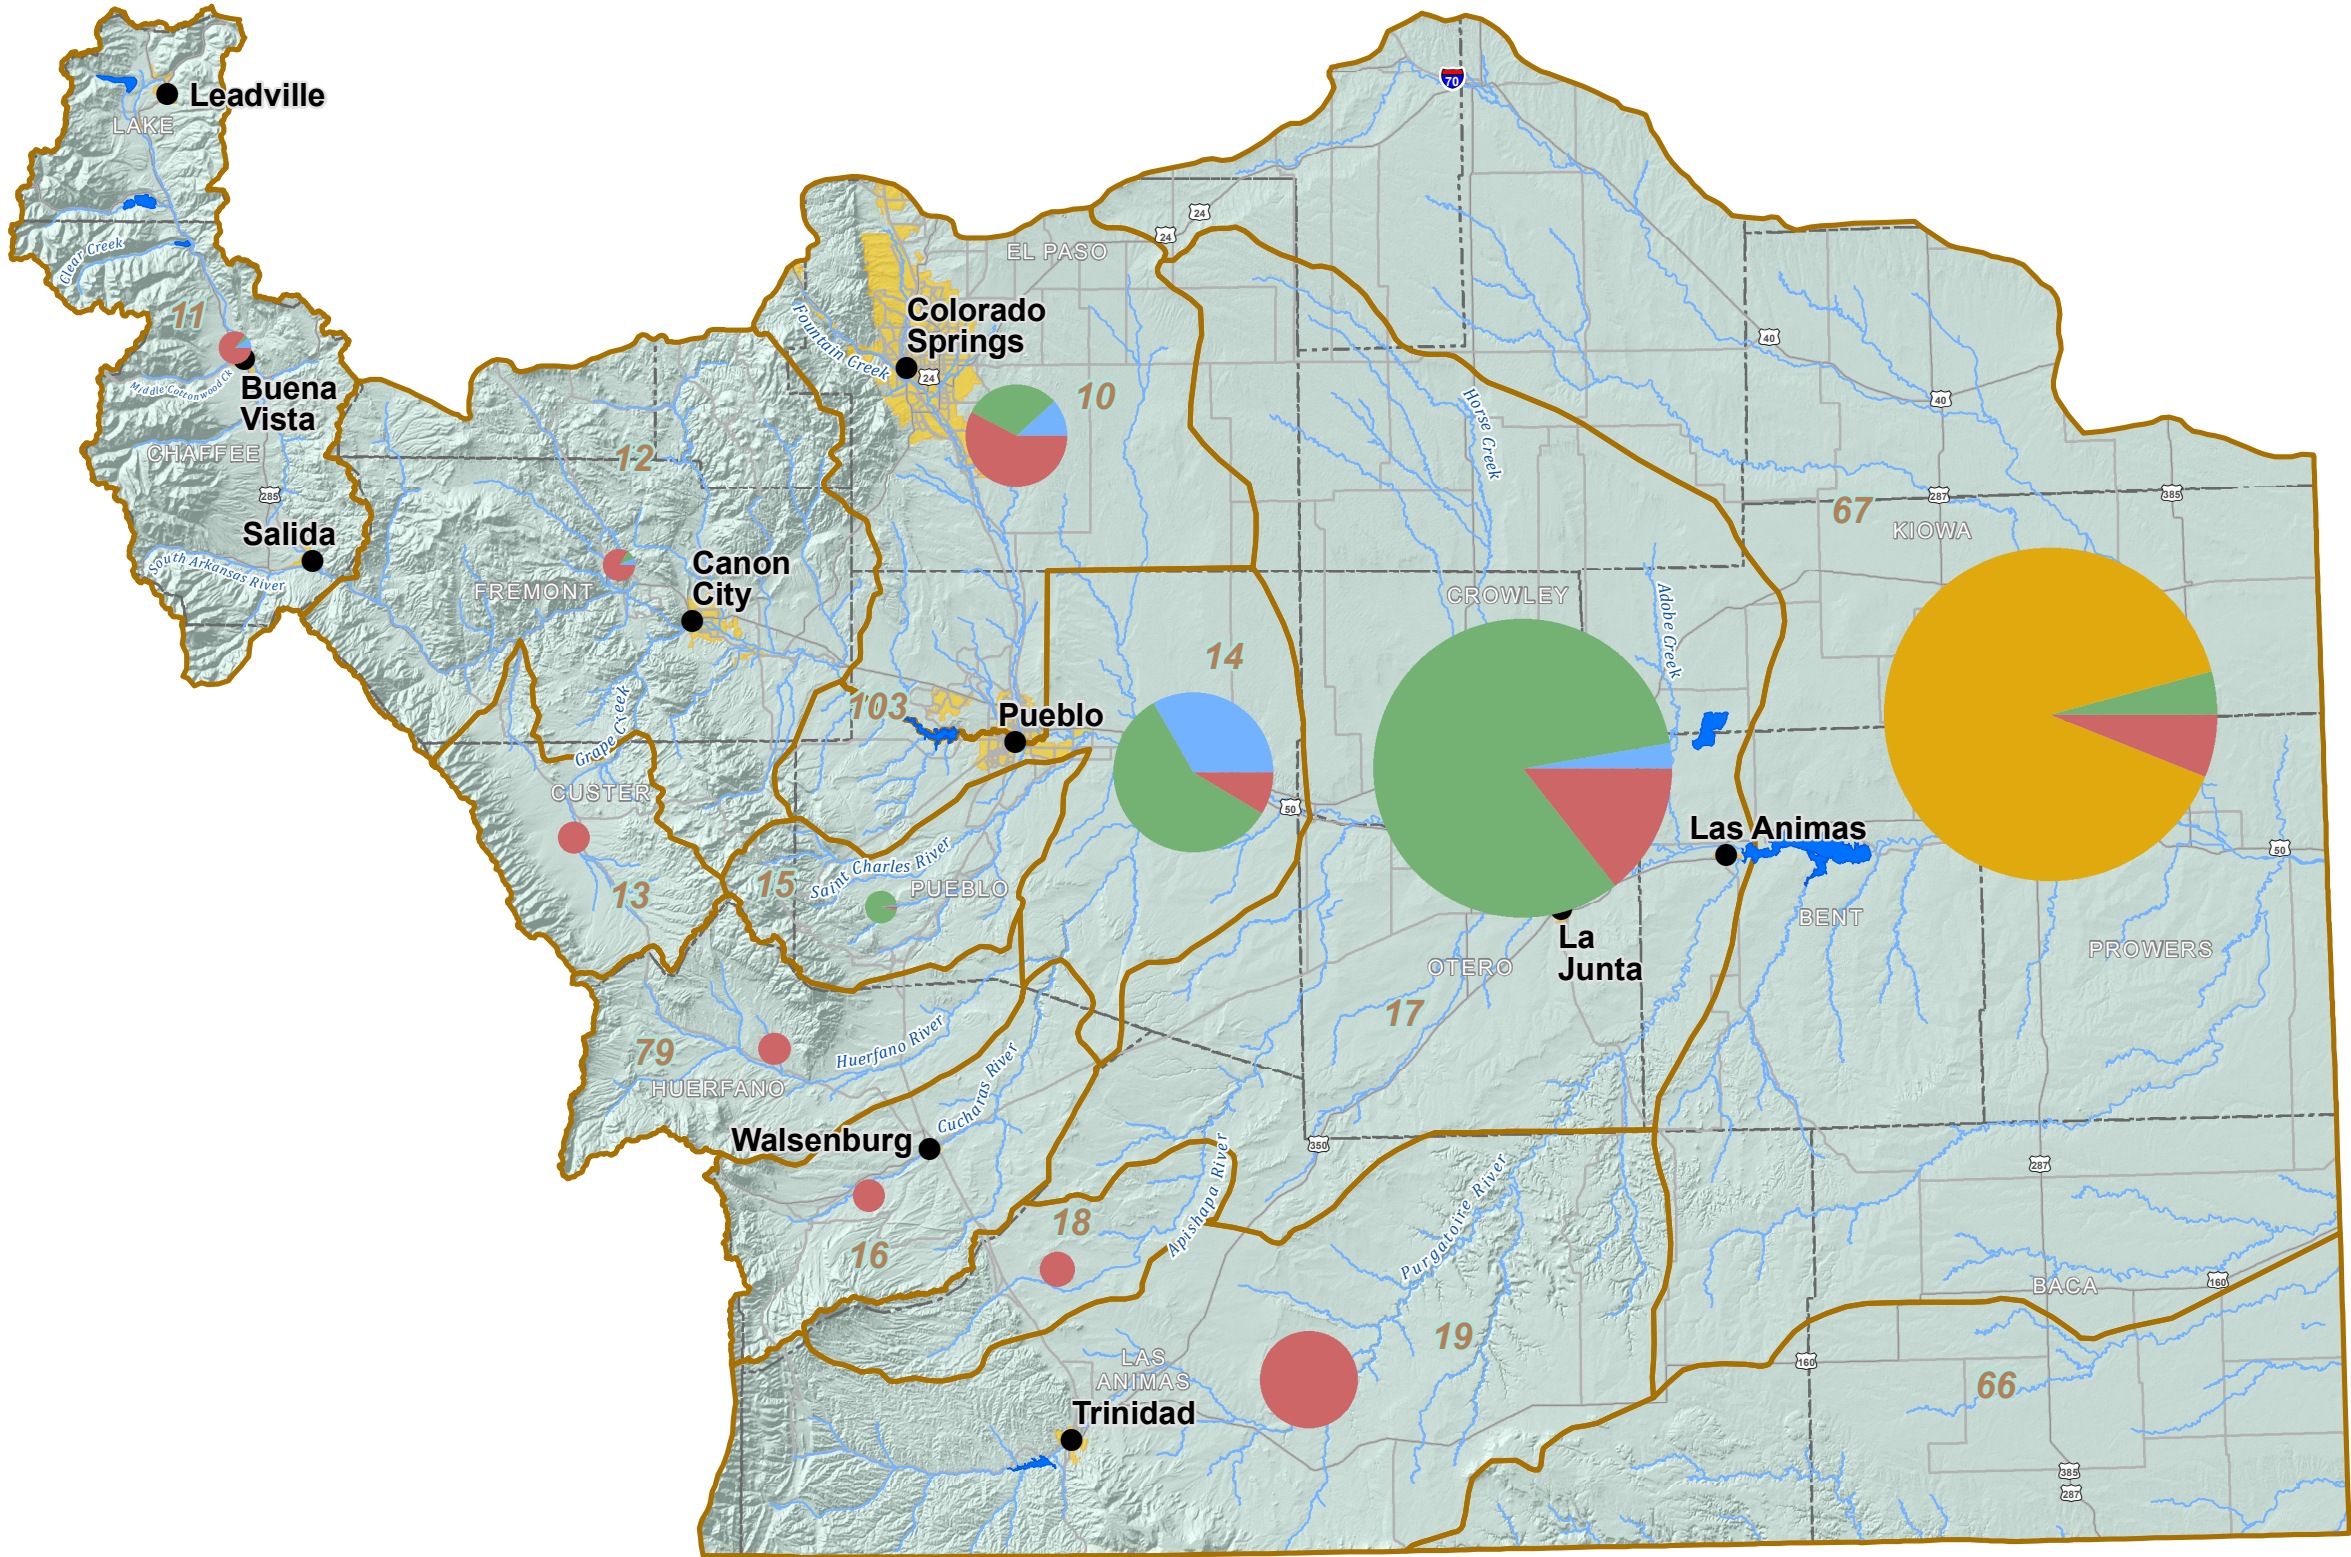 70
Leadville
LAKE
24
24
Clear Creek
EL PASO
11
Fountain Creek
Colorado
Springs
24
40
Middle Cottonwood Ck
Buena
Vista
10
Horse Creek
40
CHAFFEE
12
285
67
287
385
KIOWA
Salida
South Arkansas River
Canon
City
FREMONT
CROWLEY
Adobe Creek
14
103
Pueblo
Grape Creek
CUSTER
50
Las Animas
50
13
15
Saint Charles River
PUEBLO
BENT
La
Junta
OTERO
PROWERS
17
79
HUERFANO
Huerfano River
Cucharas River
Walsenburg
350
287
16
18
Apishapa River
Purgatoire River
160
BACA
19
LAS
ANIMAS
160
66
Trinidad
385
287